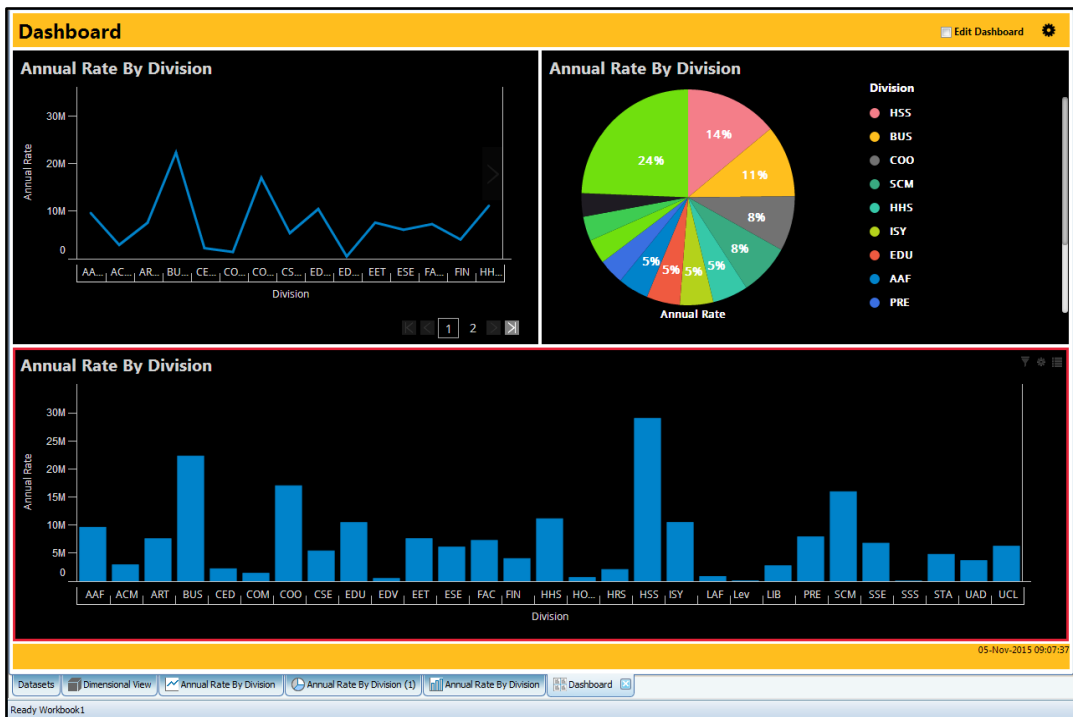 Dashboard
Edit Dashboard
Annual Rate By Division
30M
20M
10M
0
Annual Rate
AA... AC... AR... BU... CE... CO... CO... CS... ED... ED... EET ESE FA... FIN HH...
Division
1 2
Annual Rate By Division
24%
14%
11%
8%
8%
5%
5%
5%
5%
Annual Rate
Division
HSS
BUS
COO
SCM
HHS
ISY
EDU
AAF
PRE
Annual Rate By Division
30M
25M
20M
15M
10M
5M
0
Annual Rate
AAF ACM ART BUS CED COM COO CSE EDU EDV EET ESE FAC FIN HHS HO... HRS HSS ISY LAF Lev LIB PRE SCM SSE SSS STA UAD UCL
Division
05-Nov-2015 09:07:37
Datasets Dimensional View Annual Rate By Division Annual Rate By Division (1) Annual Rate By Division Dashboard
Ready Workbook1